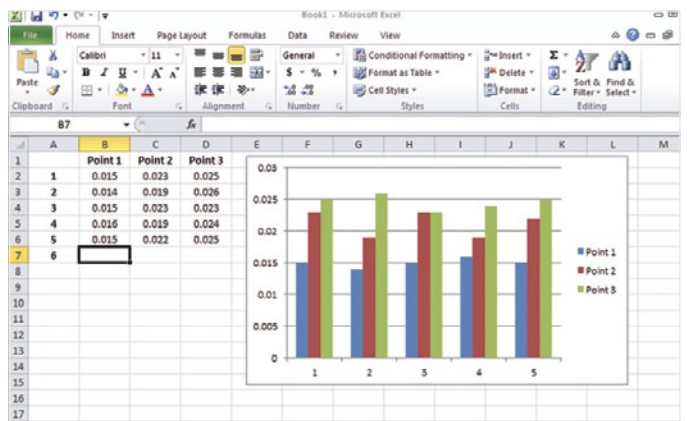 Book1 - Microsoft Excel
File Home Insert Page Layout Formulas Data Review View
Paste
Clipboard
Calibri 11
B I U A A
A
Font
Alignment
General
$ % ,
.0 .00 .00 .0
Number
Conditional Formatting
Format as Table
Cell Styles
Styles
Insert
Delete
Format
Cells
Σ
Sort & Filter
Find & Select
Editing
B7 fx
A B C D E F G H I J K L M
1 Point 1 Point 2 Point 3
2 1 0.015 0.023 0.025
3 2 0.014 0.019 0.026
4 3 0.015 0.023 0.023
5 4 0.016 0.019 0.024
6 5 0.015 0.022 0.025
7 6
8
9
10
11
12
13
14
15
16
17
0.03
0.025
0.02
0.015
0.01
0.005
0
1 2 3 4 5
Point 1
Point 2
Point 3